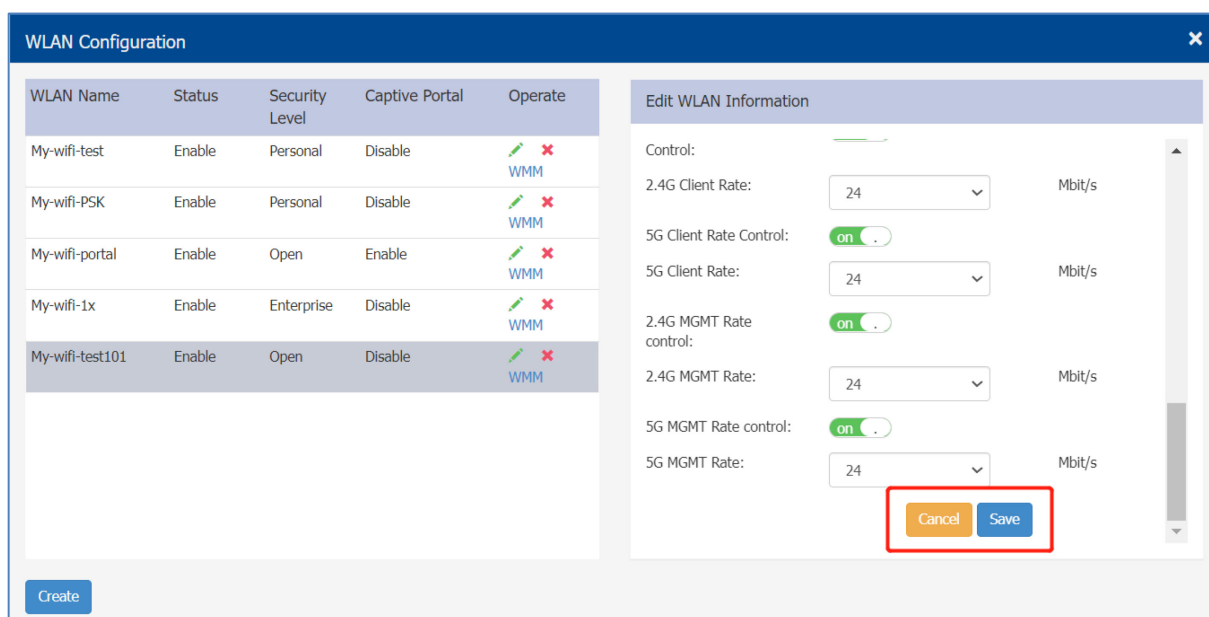 WLAN Configuration
WLAN Name Status Security Level Captive Portal Operate
My-wifi-test Enable Personal Disable
WMM
My-wifi-PSK Enable Personal Disable
WMM
My-wifi-portal Enable Open Enable
WMM
My-wifi-1x Enable Enterprise Disable
WMM
My-wifi-test101 Enable Open Disable
WMM
Create
Edit WLAN Information
Control:
2.4G Client Rate: 24 Mbit/s
5G Client Rate Control: on .
5G Client Rate: 24 Mbit/s
2.4G MGMT Rate control: on .
2.4G MGMT Rate: 24 Mbit/s
5G MGMT Rate control: on .
5G MGMT Rate: 24 Mbit/s
Cancel Save